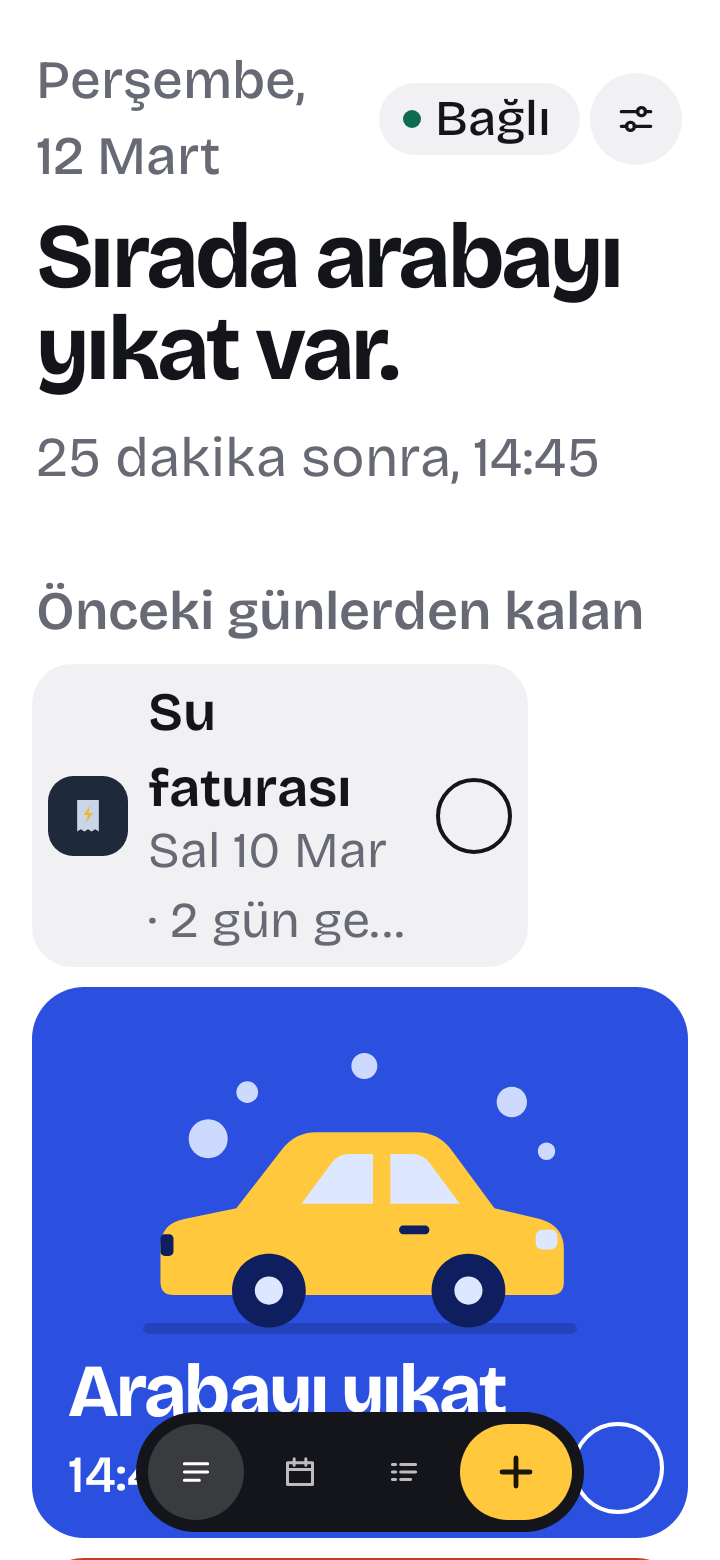 Perşembe,
12 Mart
Bağlı
Sırada arabayı
yıkat var.
25 dakika sonra, 14:45
Önceki günlerden kalan
Su
faturası
Sal 10 Mar
· 2 gün ge...
Arabayı yıkat